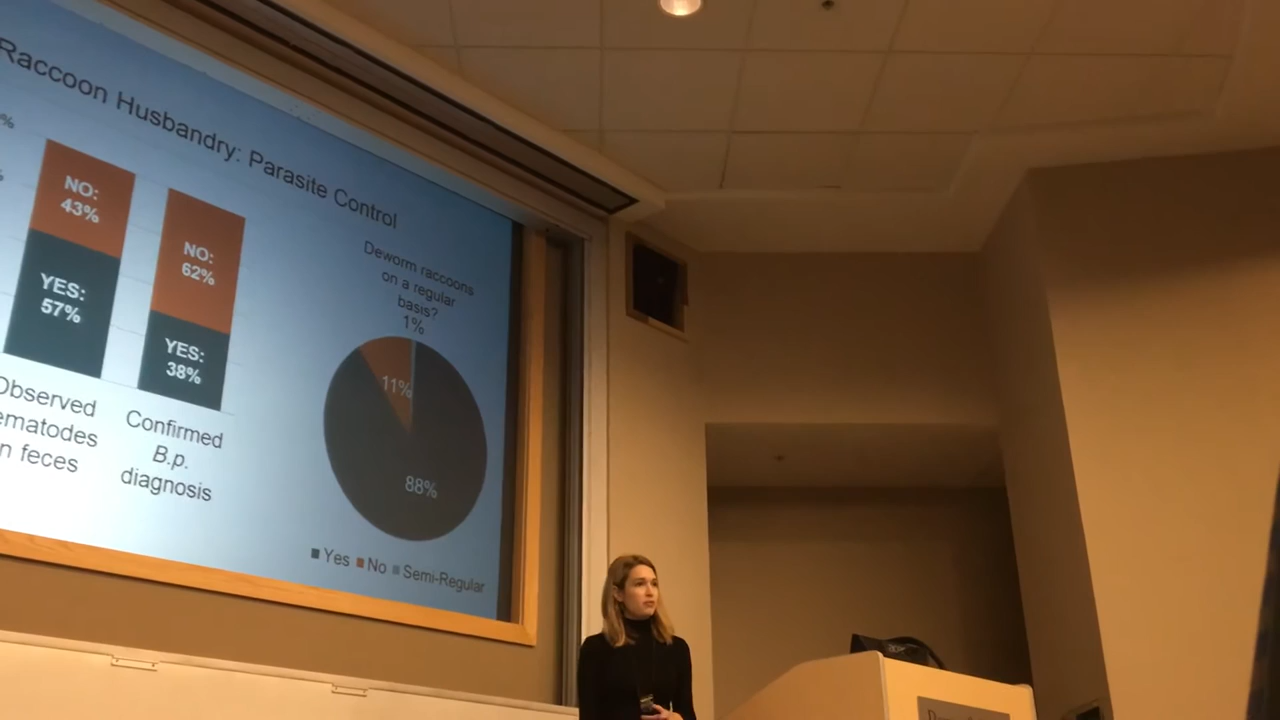 Raccoon Husbandry: Parasite Control
%
NO:
43%
YES:
57%
Observed
ematodes
n feces
NO:
62%
YES:
38%
Confirmed
B.p.
diagnosis
Deworm raccoons
on a regular
basis?
1%
11%
88%
Yes No Semi-Regular